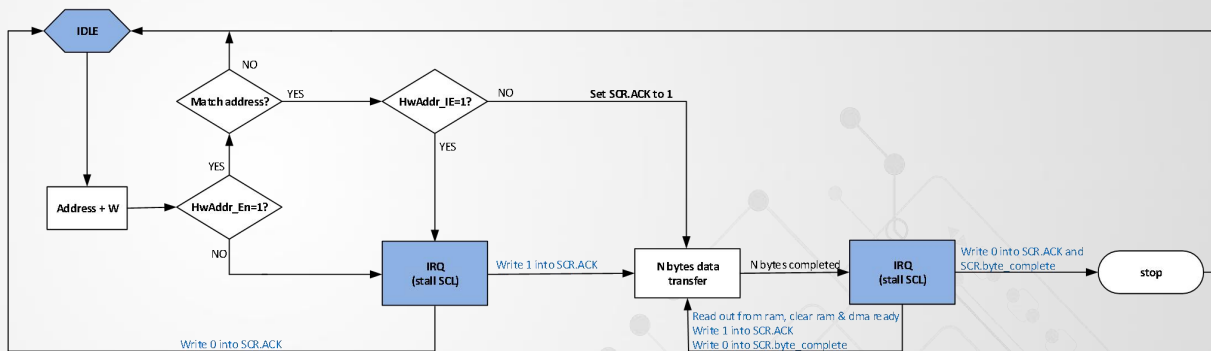 IDLE
NO
Match address?
YES
HwAddr_IE=1?
NO
Set SCR.ACK to 1
YES
YES
Address + W
HwAddr_En=1?
NO
IRQ
(stall SCL)
Write 1 into SCR.ACK
N bytes data
transfer
N bytes completed
IRQ
(stall SCL)
Write 0 into SCR.ACK and
SCR.byte_complete
stop
Read out from ram, clear ram & dma ready
Write 1 into SCR.ACK
Write 0 into SCR.byte_complete
Write 0 into SCR.ACK